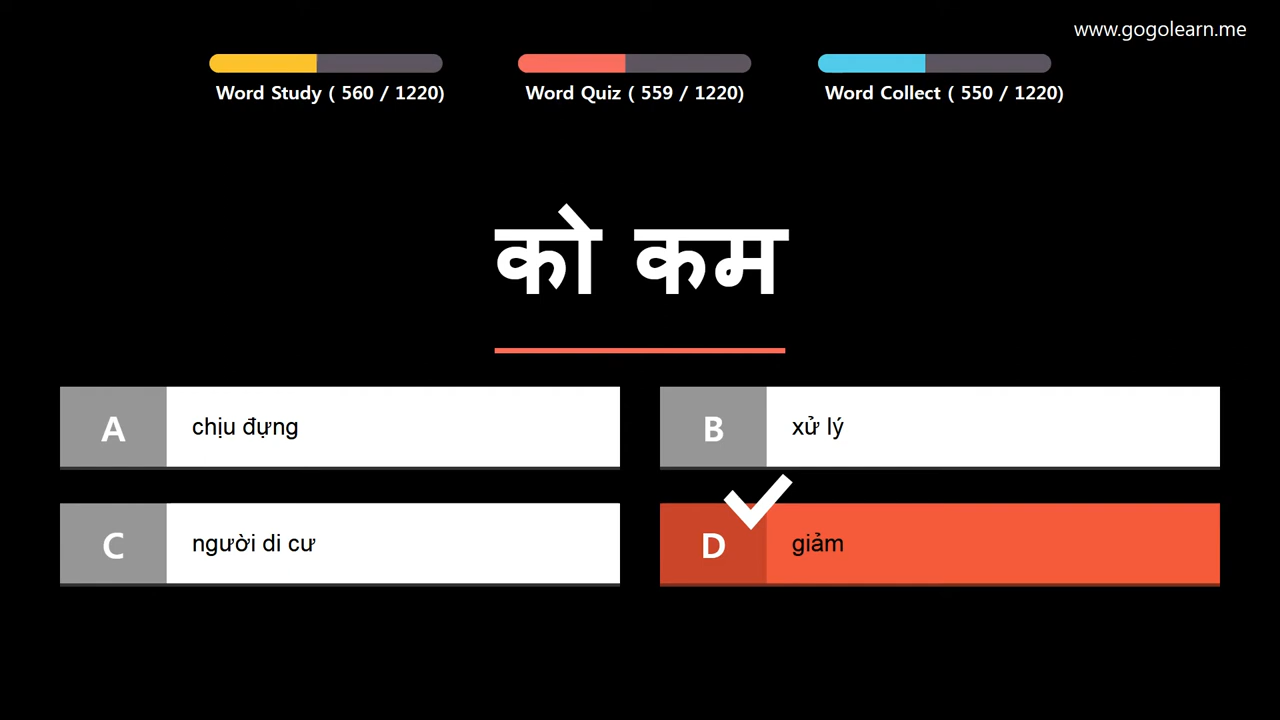 www.gogolearn.me
Word Study ( 560 / 1220)
Word Quiz ( 559 / 1220)
Word Collect ( 550 / 1220)
को कम
A chịu đựng
B xử lý
C người di cư
D giảm